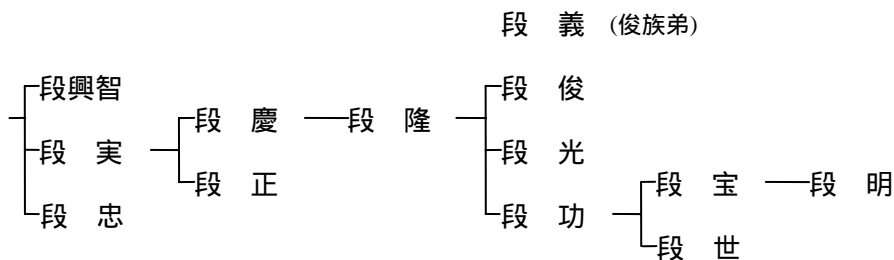 段　義 (俊族弟)
段興智
段　俊
段　慶
段　隆
段　実
段　光
段　正
段　宝
段　明
段　忠
段　功
段　世